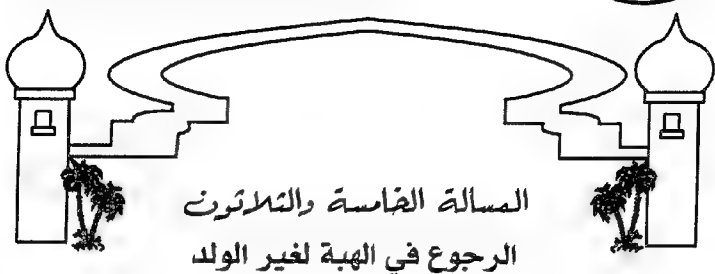 المسالة الخامسة والثلاثون
الرجوع في الهبة لغير الولد